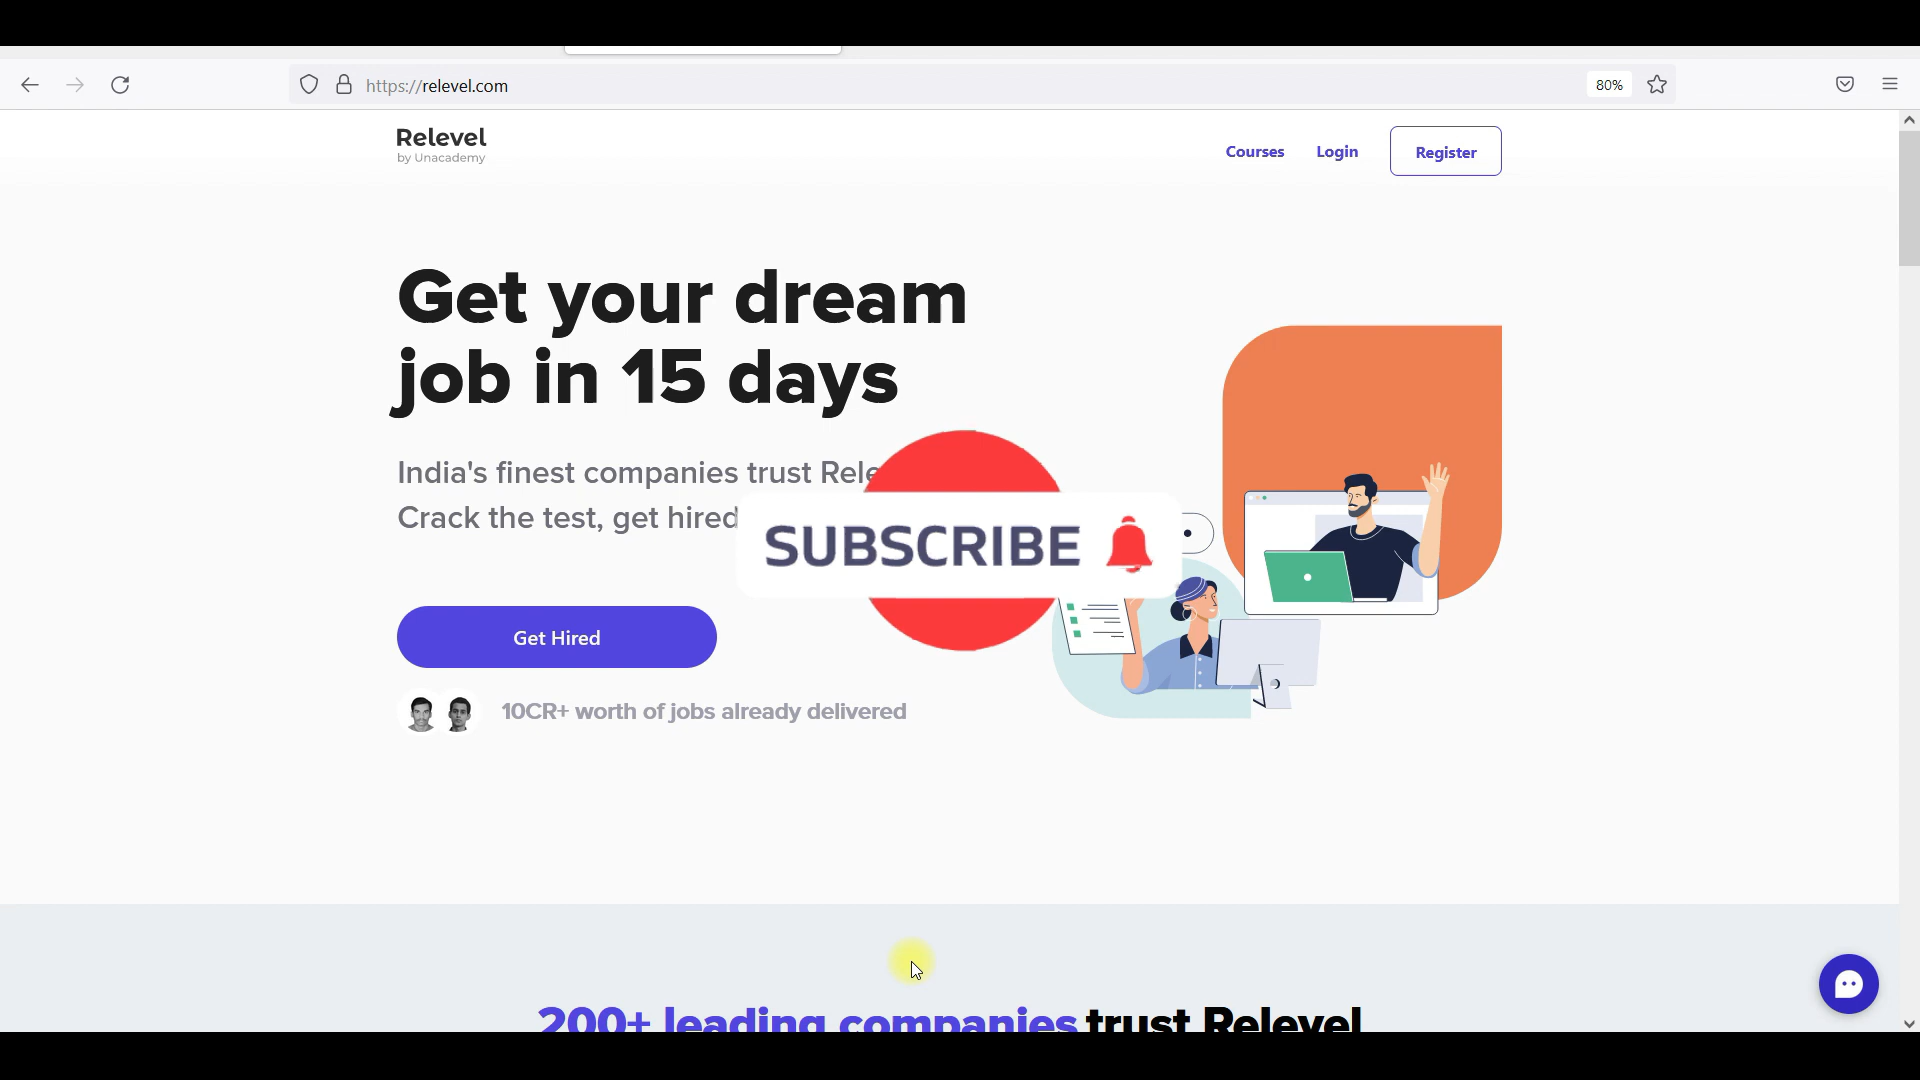 https://relevel.com
80%
Relevel
by Unacademy
Courses
Login
Register
Get your dream
job in 15 days
India's finest companies trust
Crack the test, get hired
SUBSCRIBE
Get Hired
10CR+ worth of jobs already delivered
200+ leading companies trust Relevel